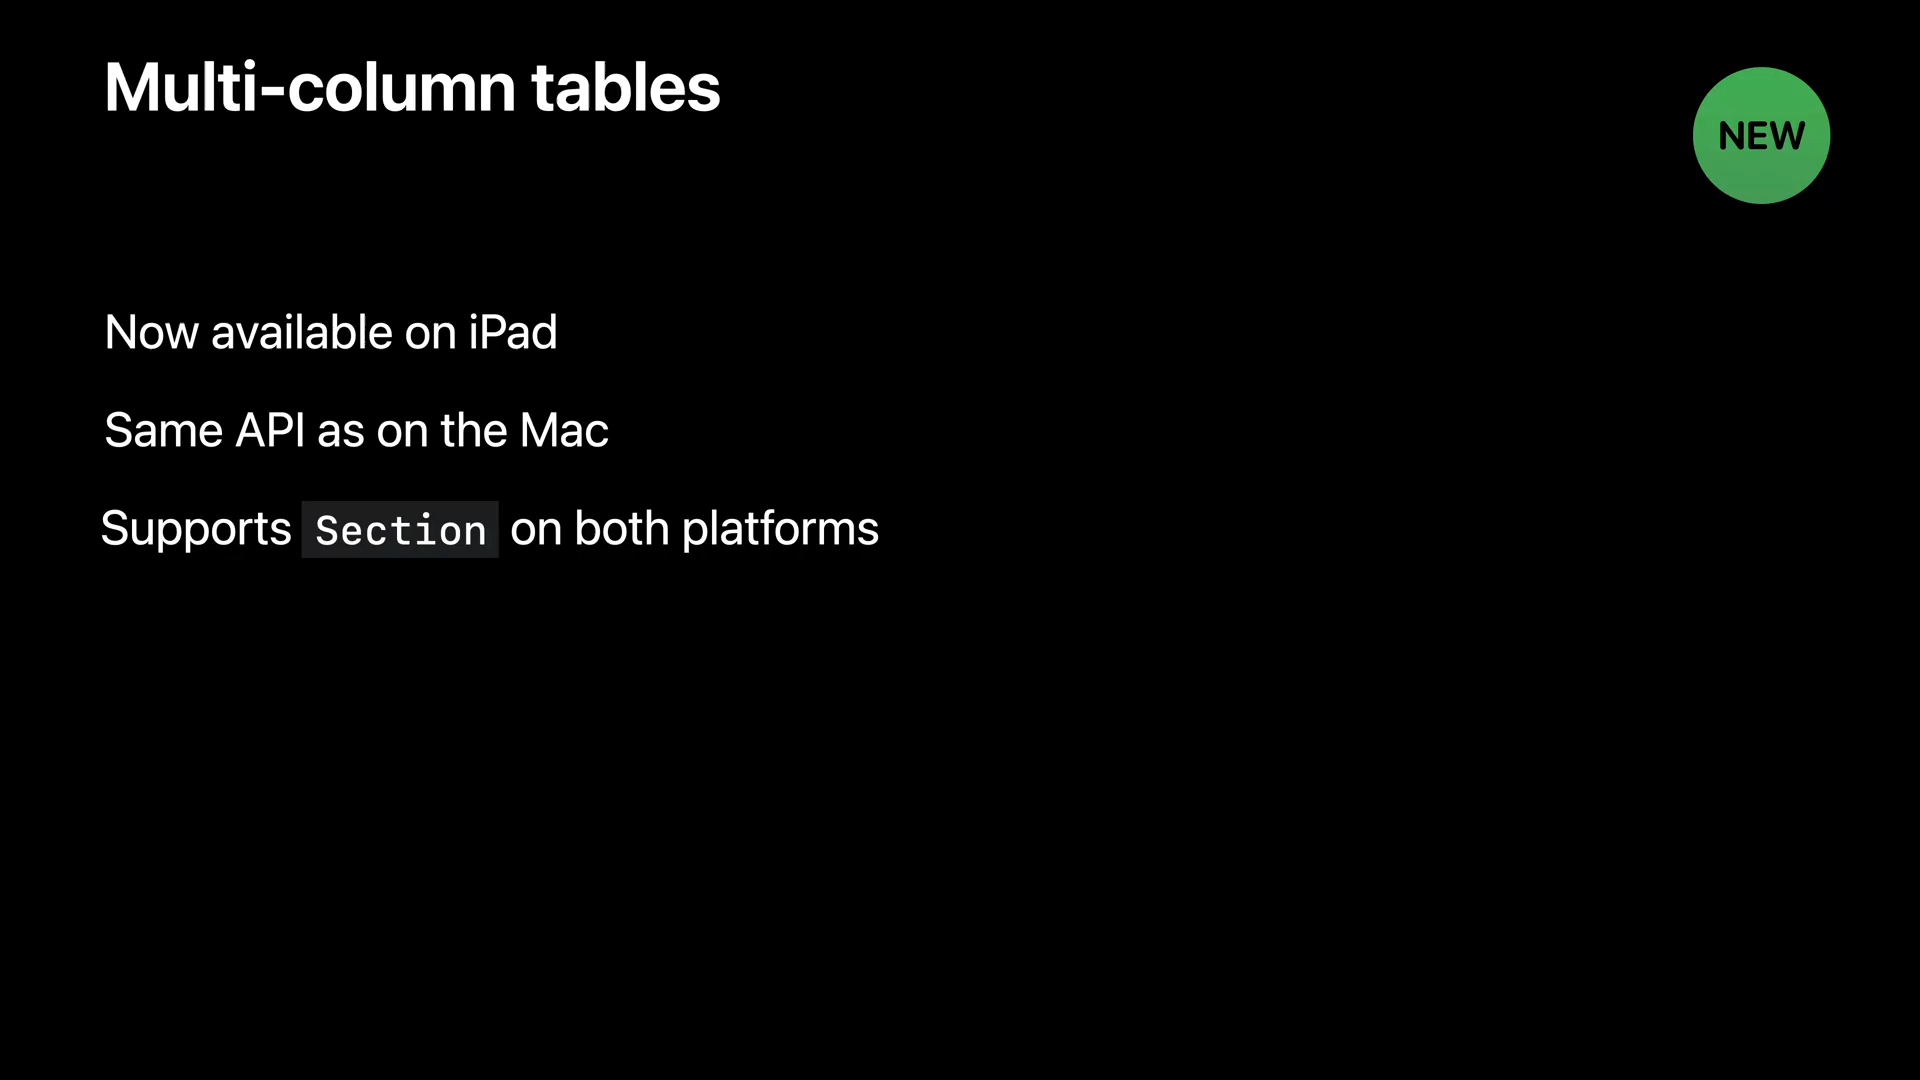 Multi-column tables
NEW
Now available on iPad
Same API as on the Mac
Supports Section on both platforms